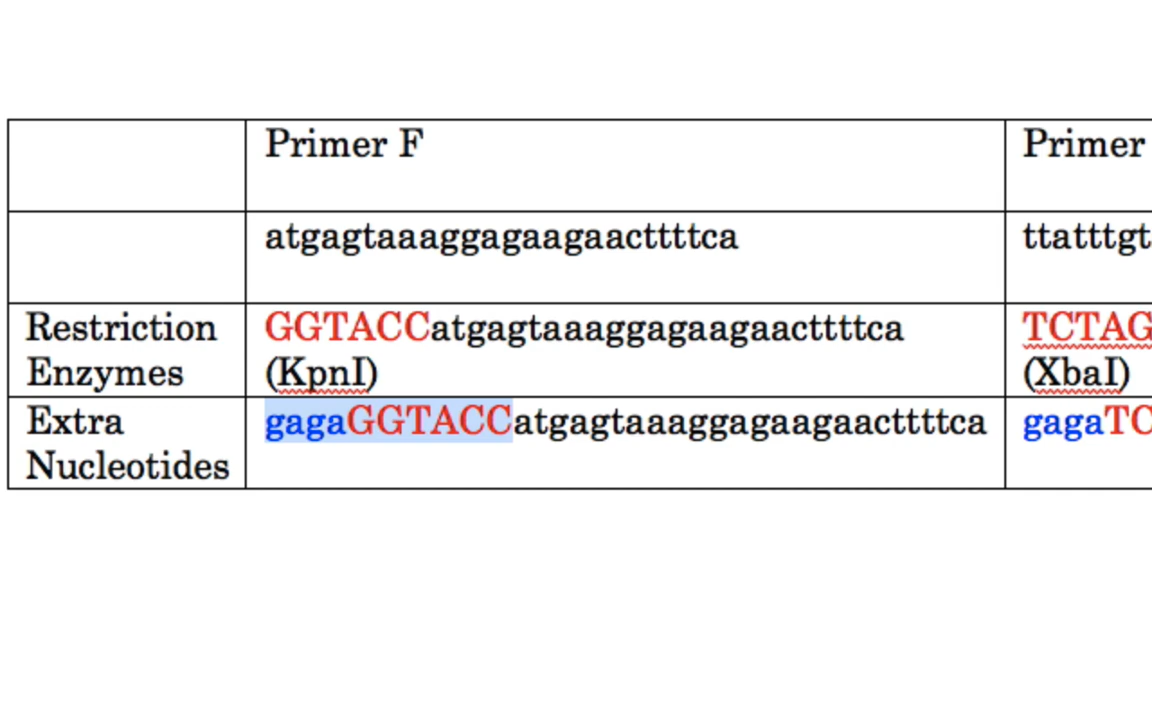 Primer F
Primer
atgagtaaaggagaagaacttttca
ttatttgt
Restriction Enzymes
GGTACCatgagtaaaggagaagaacttttca
(KpnI)
TCTAG
(XbaI)
Extra Nucleotides
gagaGGTACCatgagtaaaggagaagaacttttca
gagaTC